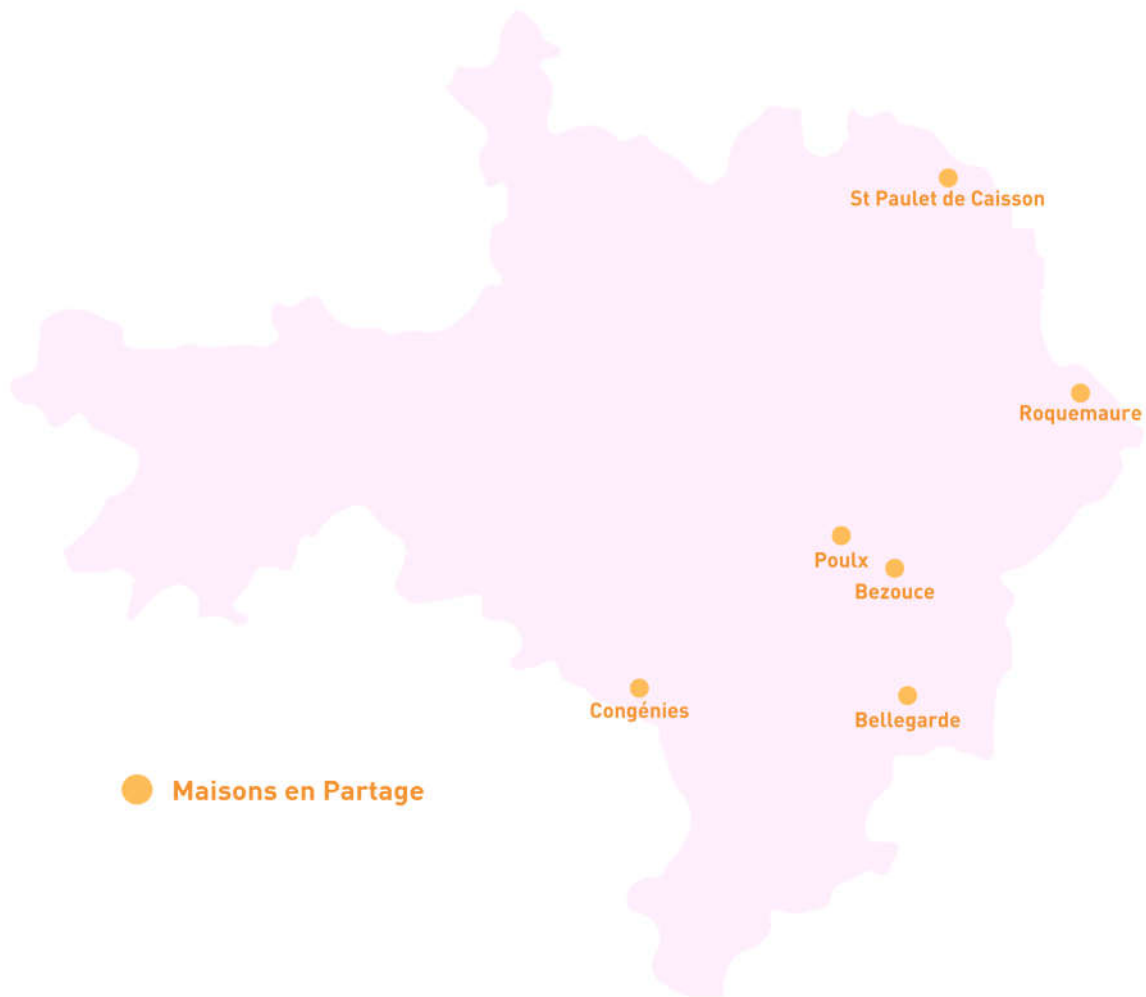 St Paulet de Caisson
Roquemaure
Poulx
Bezouce
Congénies
Bellegarde
Maisons en Partage